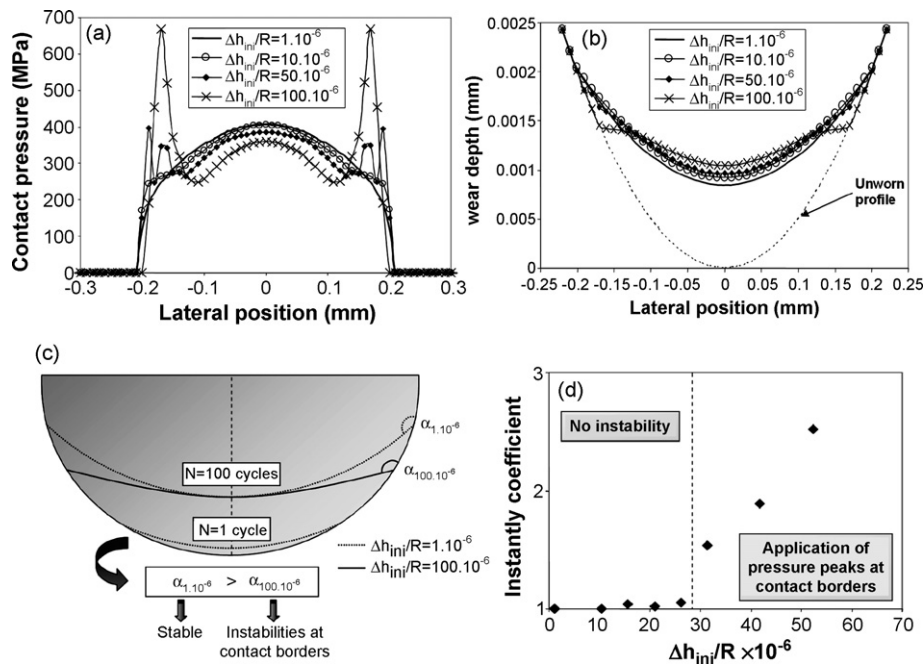 (a)
Δh_ini/R=1.10^-6
Δh_ini/R=10.10^-6
Δh_ini/R=50.10^-6
Δh_ini/R=100.10^-6
Contact pressure (MPa)
700
600
500
400
300
200
100
0
-0.3
-0.2
-0.1
0
0.1
0.2
0.3
Lateral position (mm)
(b)
Δh_ini/R=1.10^-6
Δh_ini/R=10.10^-6
Δh_ini/R=50.10^-6
Δh_ini/R=100.10^-6
wear depth (mm)
0.0025
0.002
0.0015
0.001
0.0005
0
Unworn
profile
-0.25
-0.2
-0.15
-0.1
-0.05
0
0.05
0.1
0.15
0.2
0.25
Lateral position (mm)
(c)
α_1.10^-6
α_100.10^-6
N=100 cycles
N=1 cycle
Δh_ini/R=1.10^-6
Δh_ini/R=100.10^-6
α_1.10^-6 > α_100.10^-6
Stable
Instabilities at
contact borders
(d)
Instantly coefficient
3
2
1
No instability
Application of
pressure peaks at
contact borders
0
10
20
30
40
50
60
70
Δh_ini/R ×10^-6